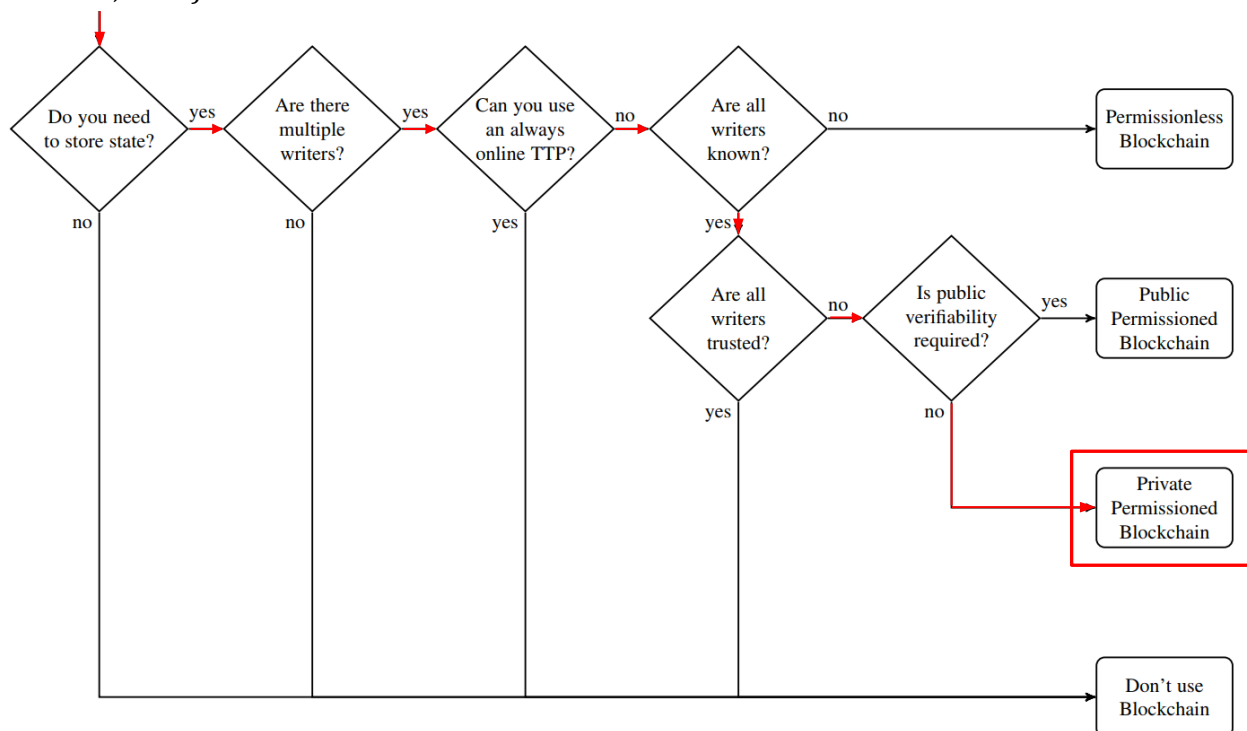 Do you need
to store state?
yes
Are there
multiple
writers?
yes
Can you use
an always
online TTP?
no
Are all
writers
known?
no
Permissionless
Blockchain
no
no
yes
yes
Are all
writers
trusted?
no
Is public
verifiability
required?
yes
Public
Permissioned
Blockchain
yes
no
Private
Permissioned
Blockchain
Don't use
Blockchain